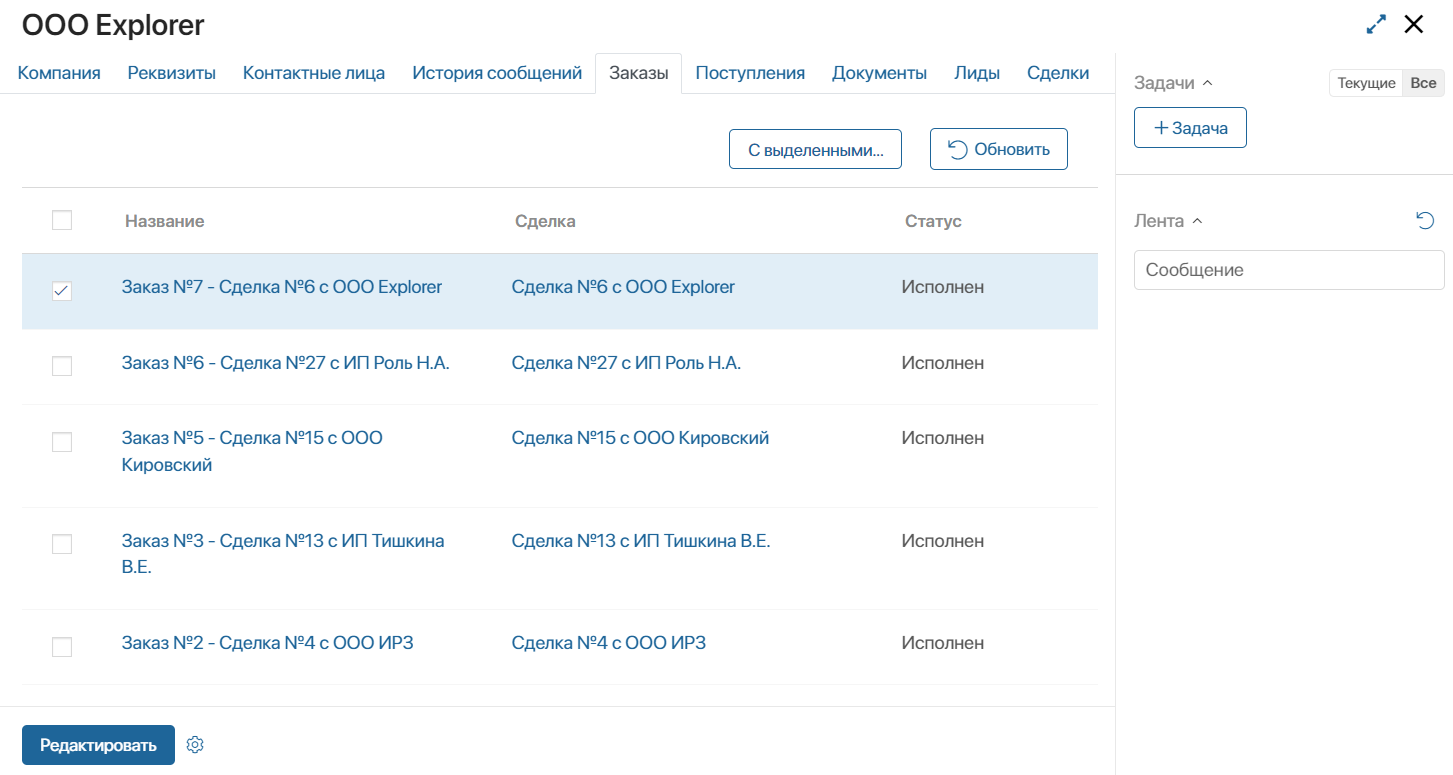 ООО Explorer
Компания Реквизиты Контактные лица История сообщений Заказы Поступления Документы Лиды Сделки
С выделенными... Обновить
Название Сделка Статус
Заказ №7 - Сделка №6 с ООО Explorer Сделка №6 с ООО Explorer Исполнен
Заказ №6 - Сделка №27 с ИП Роль Н.А. Сделка №27 с ИП Роль Н.А. Исполнен
Заказ №5 - Сделка №15 с ООО Сделка №15 с ООО Кировский Исполнен
Кировский
Заказ №3 - Сделка №13 с ИП Тишкина Сделка №13 с ИП Тишкина В.Е. Исполнен
В.Е.
Заказ №2 - Сделка №4 с ООО ИРЗ Сделка №4 с ООО ИРЗ Исполнен
Редактировать
Задачи Текущие Все
+ Задача
Лента
Сообщение